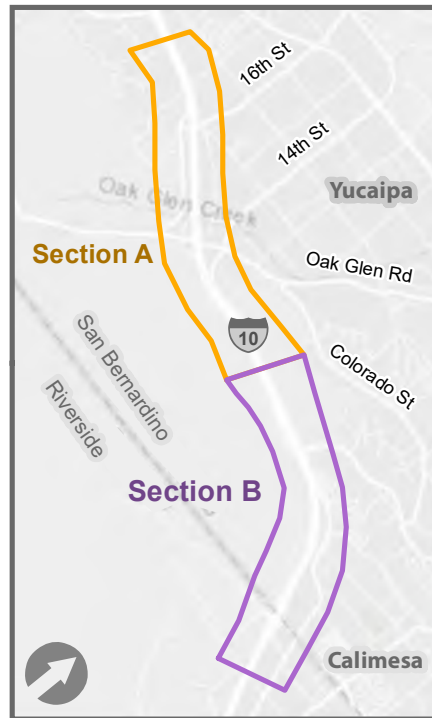 16th St
14th St
Yucaipa
Oak Glen Creek
Section A
Oak Glen Rd
10
San Bernardino
Riverside
Colorado St
Section B
Calimesa